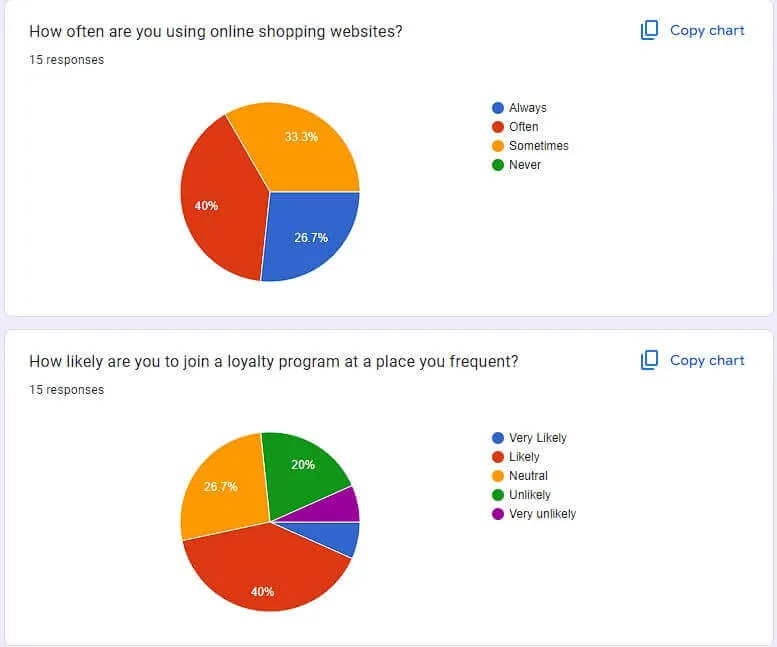 How often are you using online shopping websites?
Copy chart
15 responses
Always
Often
Sometimes
Never
33.3%
40%
26.7%
How likely are you to join a loyalty program at a place you frequent?
Copy chart
15 responses
Very Likely
Likely
Neutral
Unlikely
Very unlikely
20%
26.7%
40%